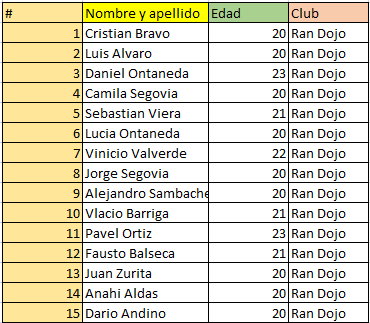 # Nombre y apellido Edad Club
1 Cristian Bravo 20 Ran Dojo
2 Luis Alvaro 20 Ran Dojo
3 Daniel Ontaneda 23 Ran Dojo
4 Camila Segovia 20 Ran Dojo
5 Sebastian Viera 21 Ran Dojo
6 Lucia Ontaneda 20 Ran Dojo
7 Vinicio Valverde 22 Ran Dojo
8 Jorge Segovia 20 Ran Dojo
9 Alejandro Sambache 20 Ran Dojo
10 Vlacio Barriga 21 Ran Dojo
11 Pavel Ortiz 23 Ran Dojo
12 Fausto Balseca 21 Ran Dojo
13 Juan Zurita 20 Ran Dojo
14 Anahi Aldas 20 Ran Dojo
15 Dario Andino 20 Ran Dojo